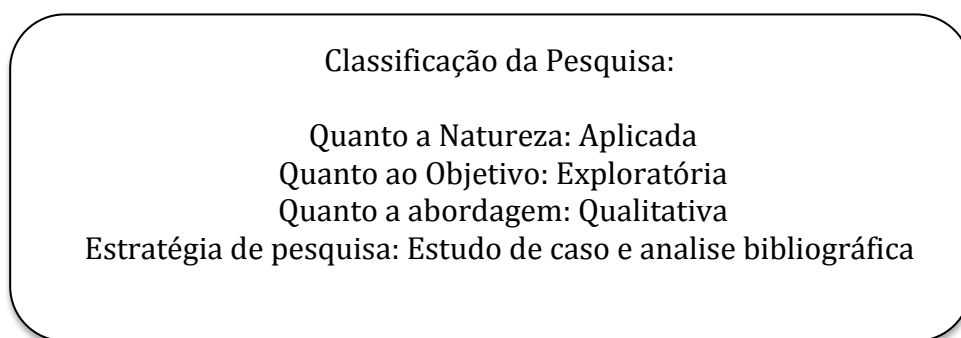 Classificação da Pesquisa:
Quanto a Natureza: Aplicada
Quanto ao Objetivo: Exploratória
Quanto a abordagem: Qualitativa
Estratégia de pesquisa: Estudo de caso e analise bibliográfica